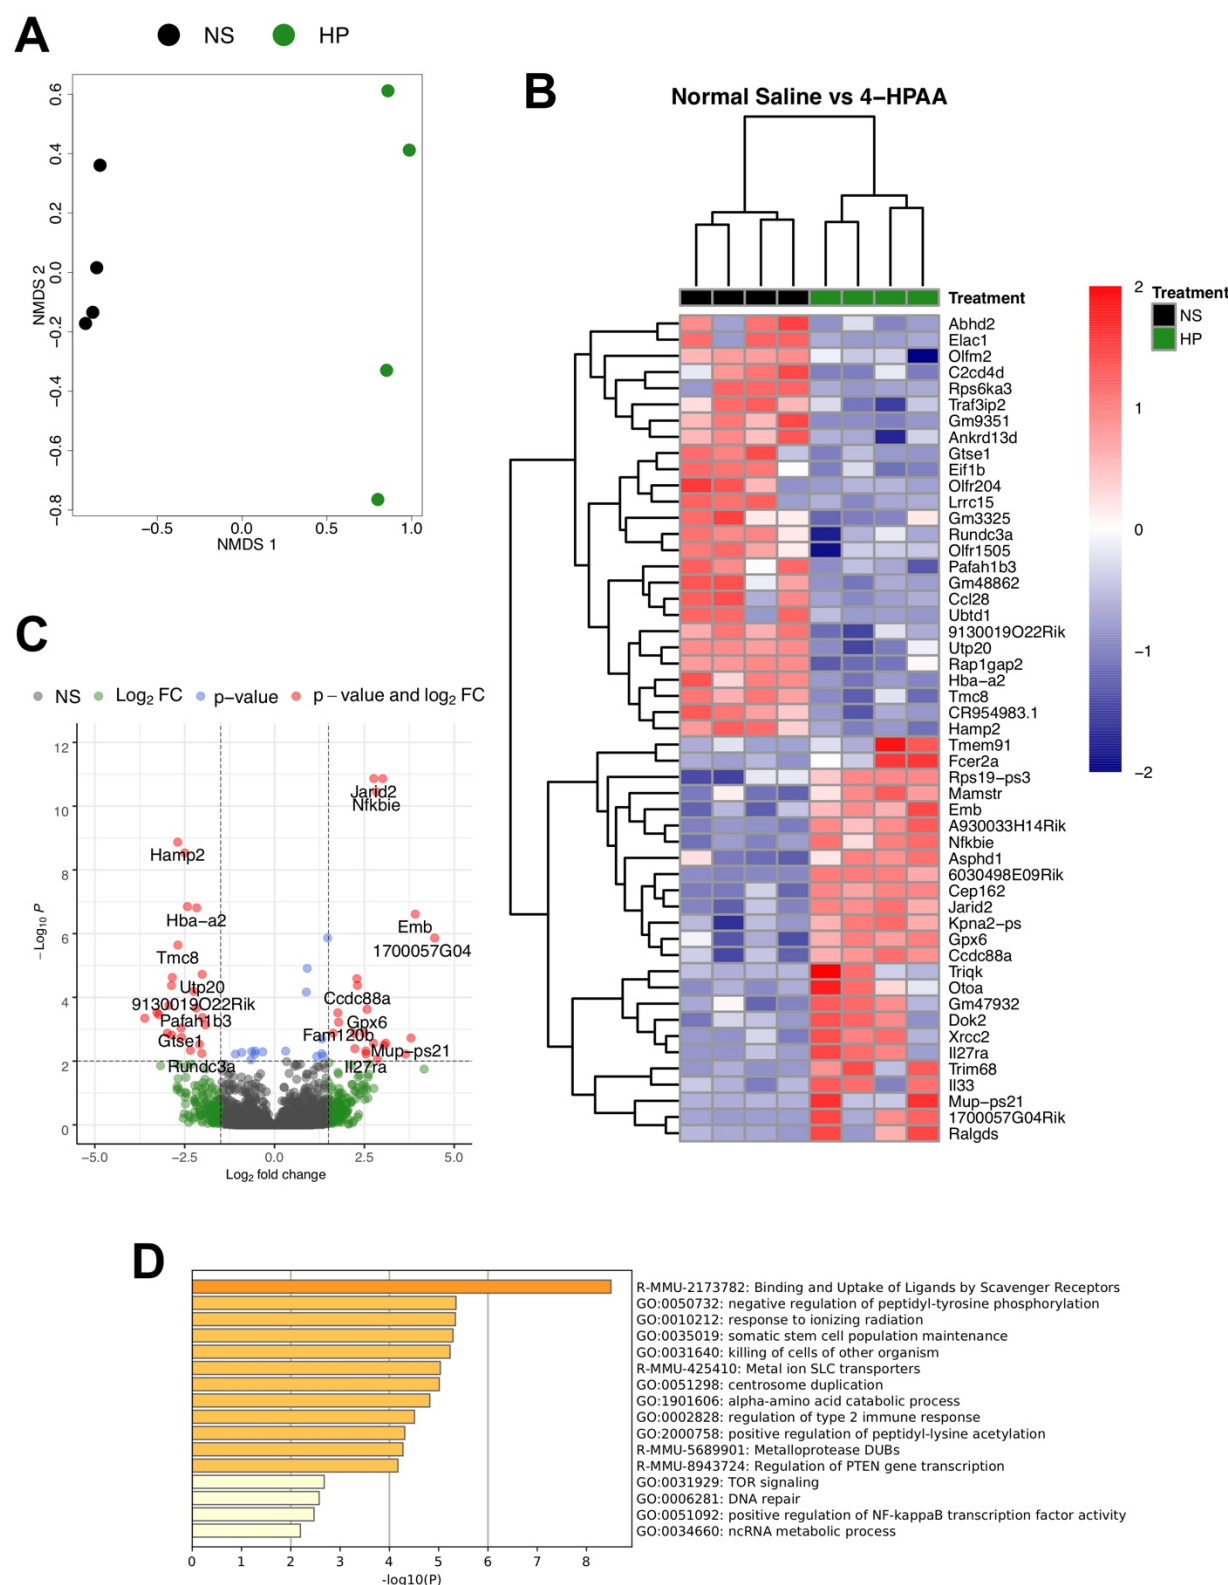 A
NS
HP
0.6
0.4
0.2
0.0
−0.2
−0.4
−0.6
−0.8
NMDS 2
−0.5
0.0
0.5
1.0
NMDS 1
B
Normal Saline vs 4−HPAA
Treatment
Abhd2
Elac1
Olfm2
C2cd4d
Rps6ka3
Traf3ip2
Gm9351
Ankrd13d
Gtse1
Eif1b
Olfr204
Lrrc15
Gm3325
Rundc3a
Olfr1505
Pafah1b3
Gm48862
Ccl28
Ubtd1
9130019O22Rik
Utp20
Rap1gap2
Hba−a2
Tmc8
CR954983.1
Hamp2
Tmem91
Fcer2a
Rps19−ps3
Mamstr
Emb
A930033H14Rik
Nfkbie
Asphd1
6030498E09Rik
Cep162
Jarid2
Kpna2−ps
Gpx6
Ccdc88a
Triqk
Otoa
Gm47932
Dok2
Xrcc2
Il27ra
Trim68
Il33
Mup−ps21
1700057G04Rik
Ralgds
2
1
0
−1
−2
Treatment
NS
HP
C
NS
Log2 FC
p−value
p − value and log2 FC
12
10
8
6
4
2
0
−Log10 P
Jarid2
Nfkbie
Hamp2
Hba−a2
Emb
1700057G04
Tmc8
Utp20
Ccdc88a
9130019O22Rik
Pafah1b3
Gpx6
Fam120b
Gtse1
Mup−ps21
Rundc3a
Il27ra
−5.0
−2.5
0.0
2.5
5.0
Log2 fold change
D
R-MMU-2173782: Binding and Uptake of Ligands by Scavenger Receptors
GO:0050732: negative regulation of peptidyl-tyrosine phosphorylation
GO:0010212: response to ionizing radiation
GO:0035019: somatic stem cell population maintenance
GO:0031640: killing of cells of other organism
R-MMU-425410: Metal ion SLC transporters
GO:0051298: centrosome duplication
GO:1901606: alpha-amino acid catabolic process
GO:0002828: regulation of type 2 immune response
GO:2000758: positive regulation of peptidyl-lysine acetylation
R-MMU-5689901: Metalloprotease DUBs
R-MMU-8943724: Regulation of PTEN gene transcription
GO:0031929: TOR signaling
GO:0006281: DNA repair
GO:0051092: positive regulation of NF-kappaB transcription factor activity
GO:0034660: ncRNA metabolic process
0
1
2
3
4
5
6
7
8
-log10(P)